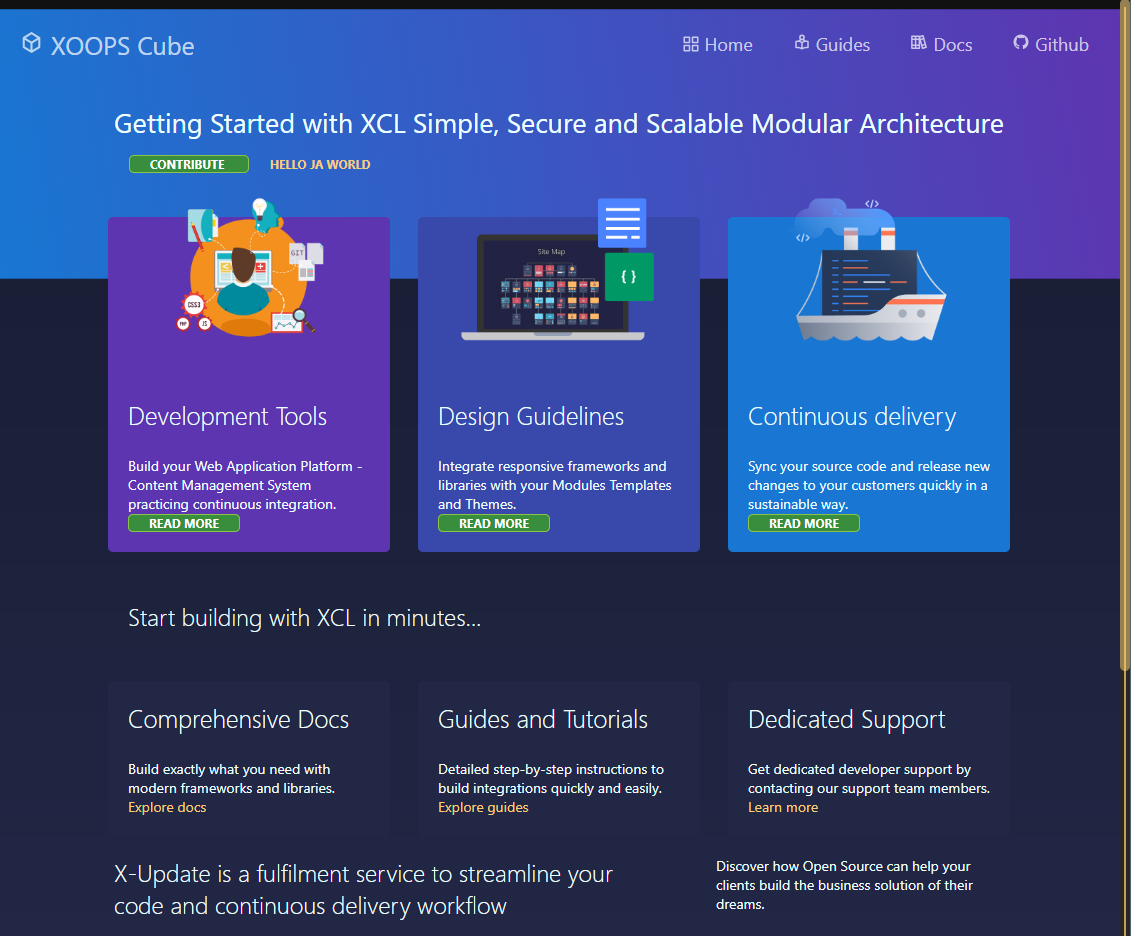 XOOPS Cube
Home
Guides
Docs
Github
Getting Started with XCL Simple, Secure and Scalable Modular Architecture
CONTRIBUTE
HELLO JA WORLD
GIT
CSS3
PHP
JS
Site Map
{ }
</>
</>
Development Tools
Build your Web Application Platform -
Content Management System
practicing continuous integration.
READ MORE
Design Guidelines
Integrate responsive frameworks and
libraries with your Modules Templates
and Themes.
READ MORE
Continuous delivery
Sync your source code and release new
changes to your customers quickly in a
sustainable way.
READ MORE
Start building with XCL in minutes...
Comprehensive Docs
Build exactly what you need with
modern frameworks and libraries.
Explore docs
Guides and Tutorials
Detailed step-by-step instructions to
build integrations quickly and easily.
Explore guides
Dedicated Support
Get dedicated developer support by
contacting our support team members.
Learn more
X-Update is a fulfilment service to streamline your
code and continuous delivery workflow
Discover how Open Source can help your
clients build the business solution of their
dreams.